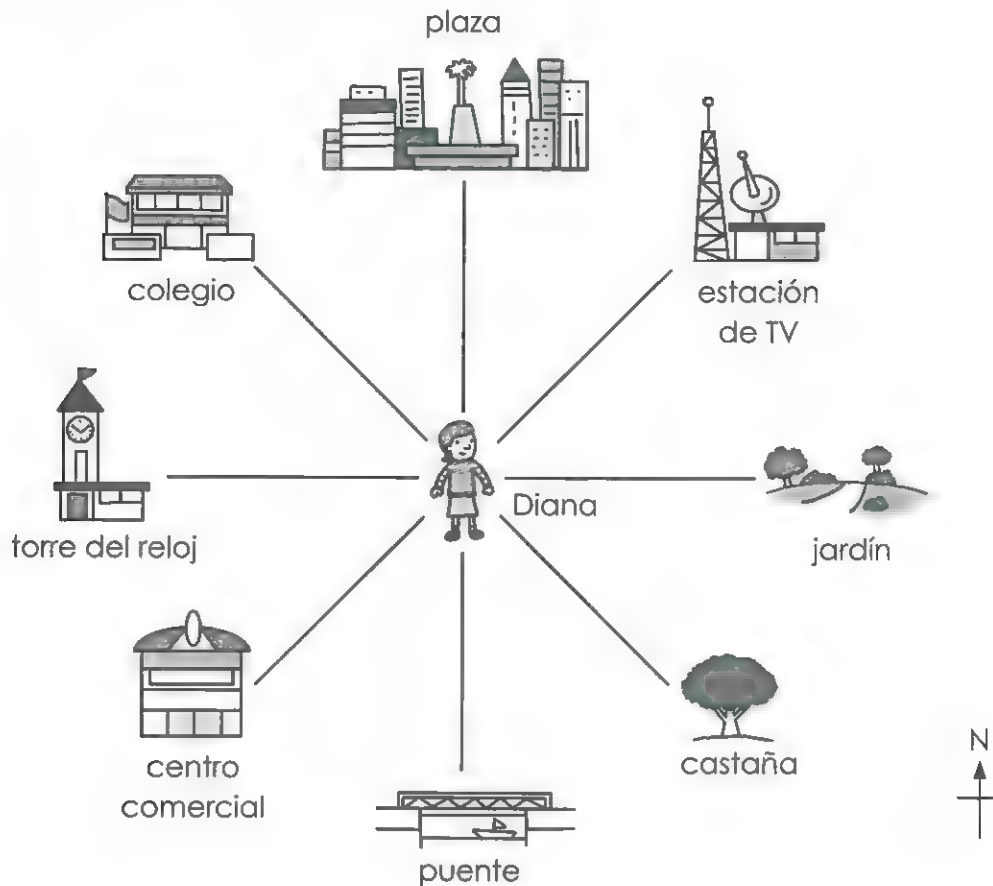 plaza
colegio
estación
de TV
torre del reloj
Diana
jardín
centro
comercial
castaña
N
puente